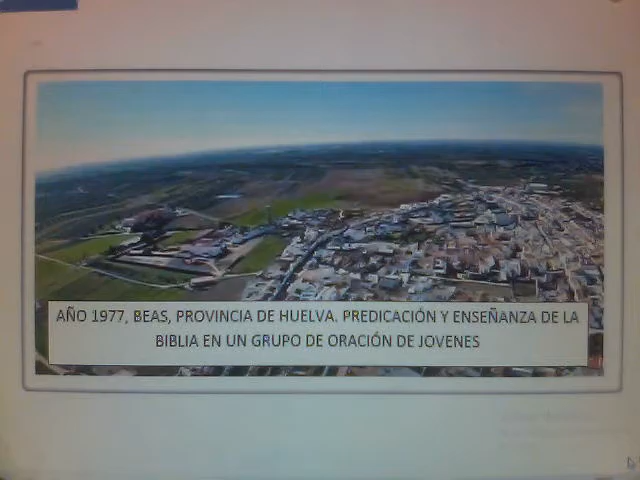 AÑO 1977, BEAS, PROVINCIA DE HUELVA. PREDICACIÓN Y ENSEÑANZA DE LA
BIBLIA EN UN GRUPO DE ORACIÓN DE JOVENES